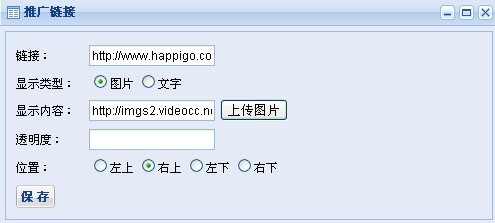 推广链接
链接： http://www.happigo.co
显示类型： 图片 文字
显示内容： http://imgs2.videocc.n 上传图片
透明度：
位置： 左上 右上 左下 右下
保存